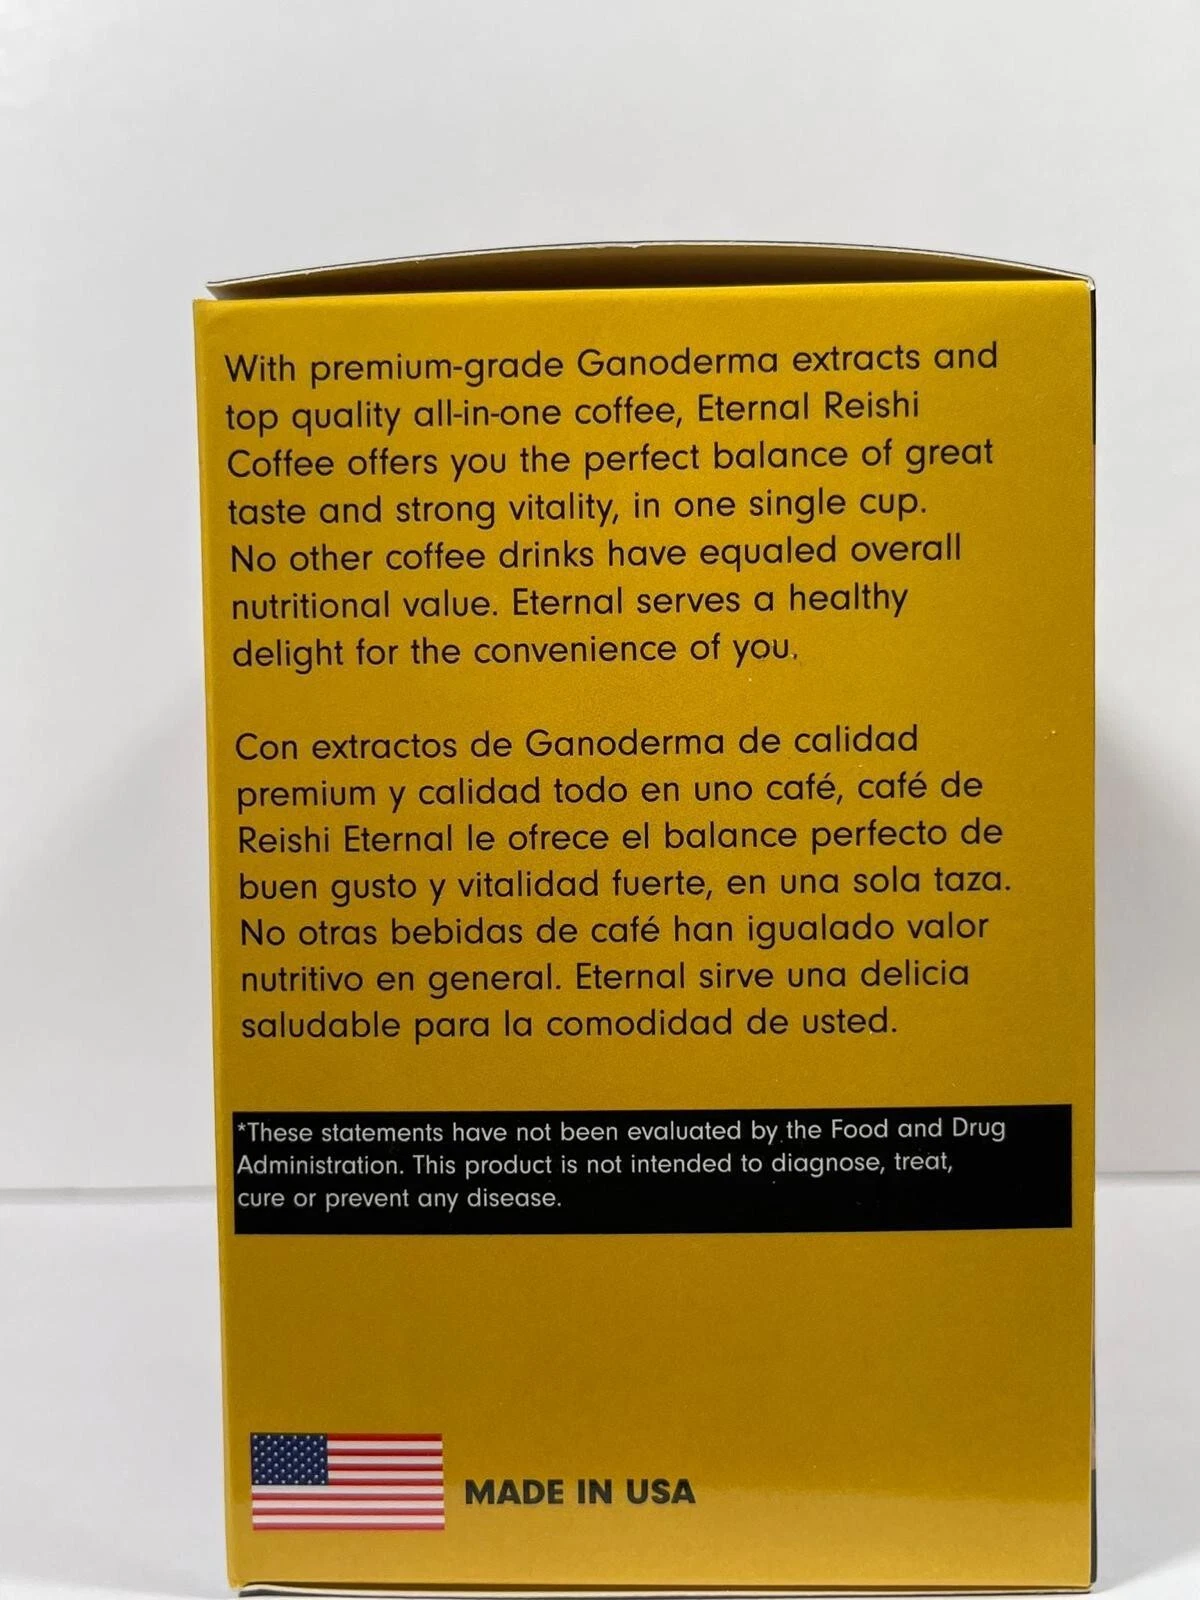 With premium-grade Ganoderma extracts and
top quality all-in-one coffee, Eternal Reishi
Coffee offers you the perfect balance of great
taste and strong vitality, in one single cup.
No other coffee drinks have equaled overall
nutritional value. Eternal serves a healthy
delight for the convenience of you.
Con extractos de Ganoderma de calidad
premium y calidad todo en uno café, café de
Reishi Eternal le ofrece el balance perfecto de
buen gusto y vitalidad fuerte, en una sola taza.
No otras bebidas de café han igualado valor
nutritivo en general. Eternal sirve una delicia
saludable para la comodidad de usted.
*These statements have not been evaluated by the Food and Drug
Administration. This product is not intended to diagnose, treat,
cure or prevent any disease.
MADE IN USA